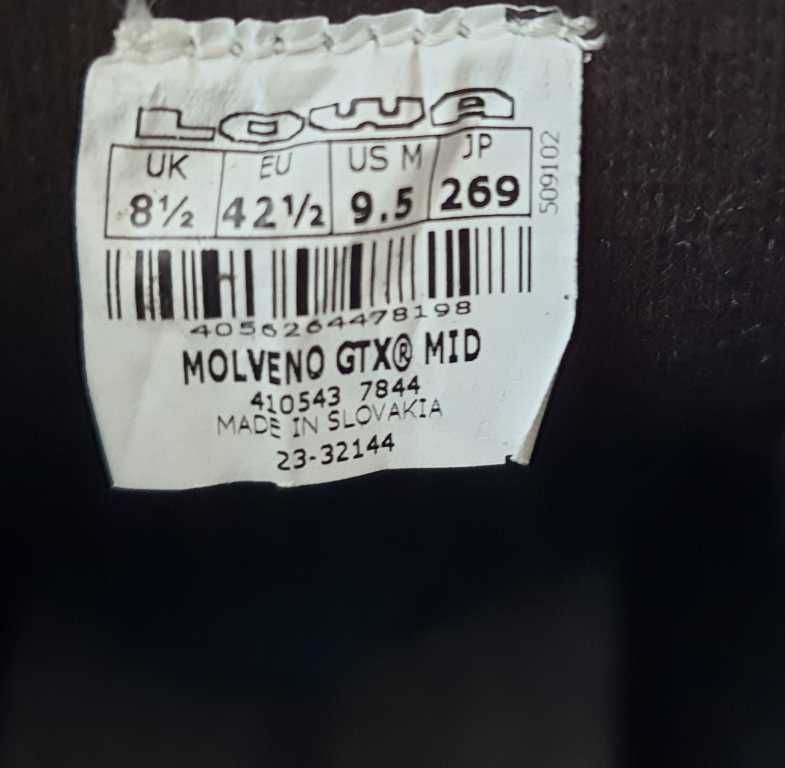 LOWA
UK EU US M JP
8½ 42½ 9.5 269
509102
4056264478198
MOLVENO GTX® MID
410543 7844
MADE IN SLOVAKIA
23-32144